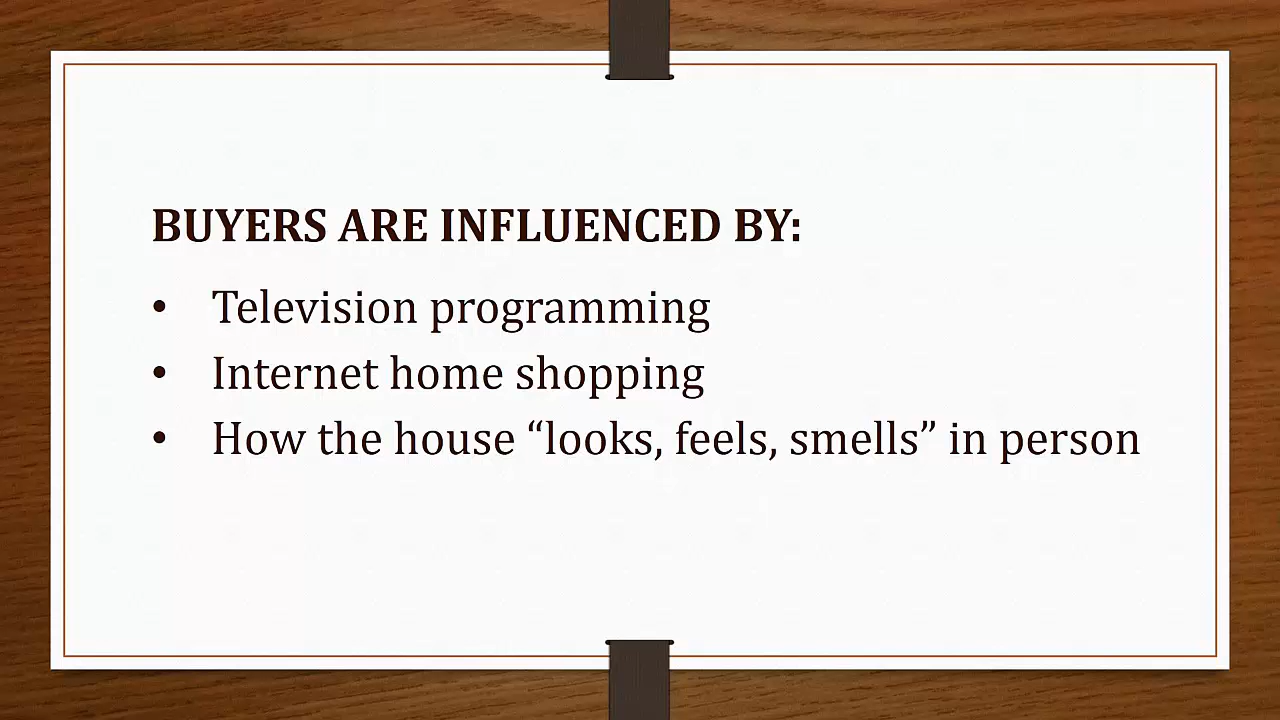 BUYERS ARE INFLUENCED BY:
• Television programming
• Internet home shopping
• How the house “looks, feels, smells” in person